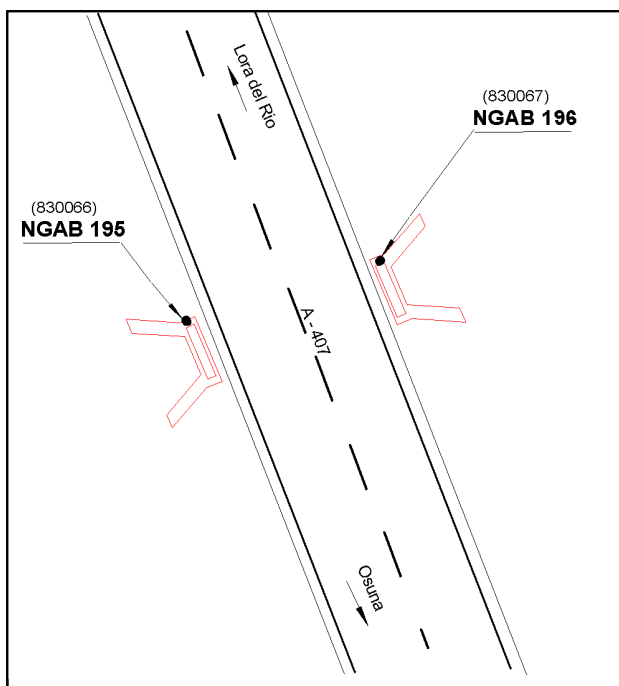 Lora del Rio
(830067)
NGAB 196
(830066)
NGAB 195
A - 407
Osuna